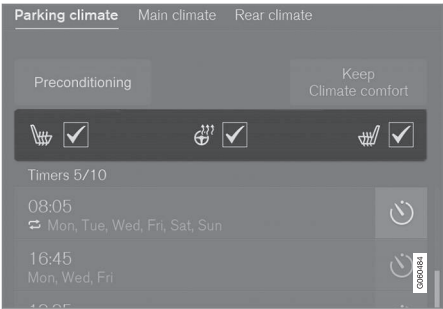 Parking climate Main climate Rear climate
Preconditioning
Keep
Climate comfort
Timers 5/10
08:05
Mon, Tue, Wed, Fri, Sat, Sun
16:45
Mon, Wed, Fri
G060484